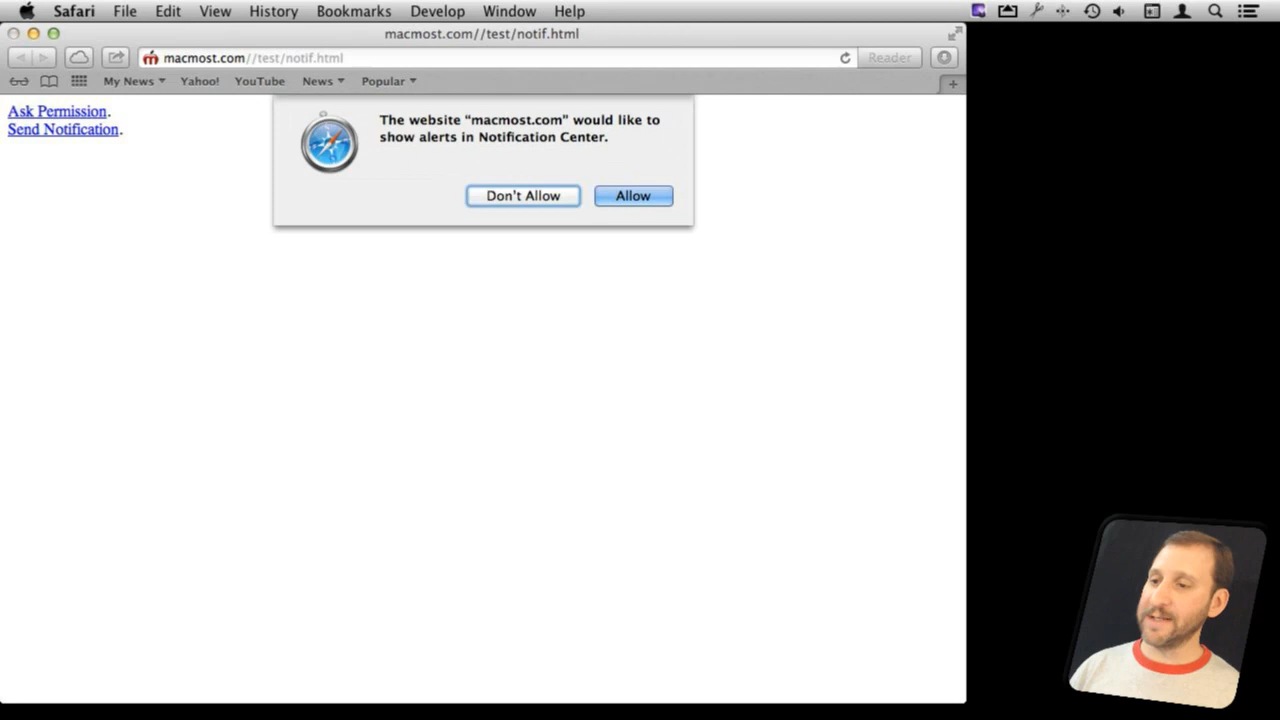 Safari File Edit View History Bookmarks Develop Window Help
macmost.com//test/notif.html
macmost.com//test/notif.html Reader
My News Yahoo! YouTube News Popular
Ask Permission.
Send Notification.
The website “macmost.com” would like to
show alerts in Notification Center.
Don't Allow Allow